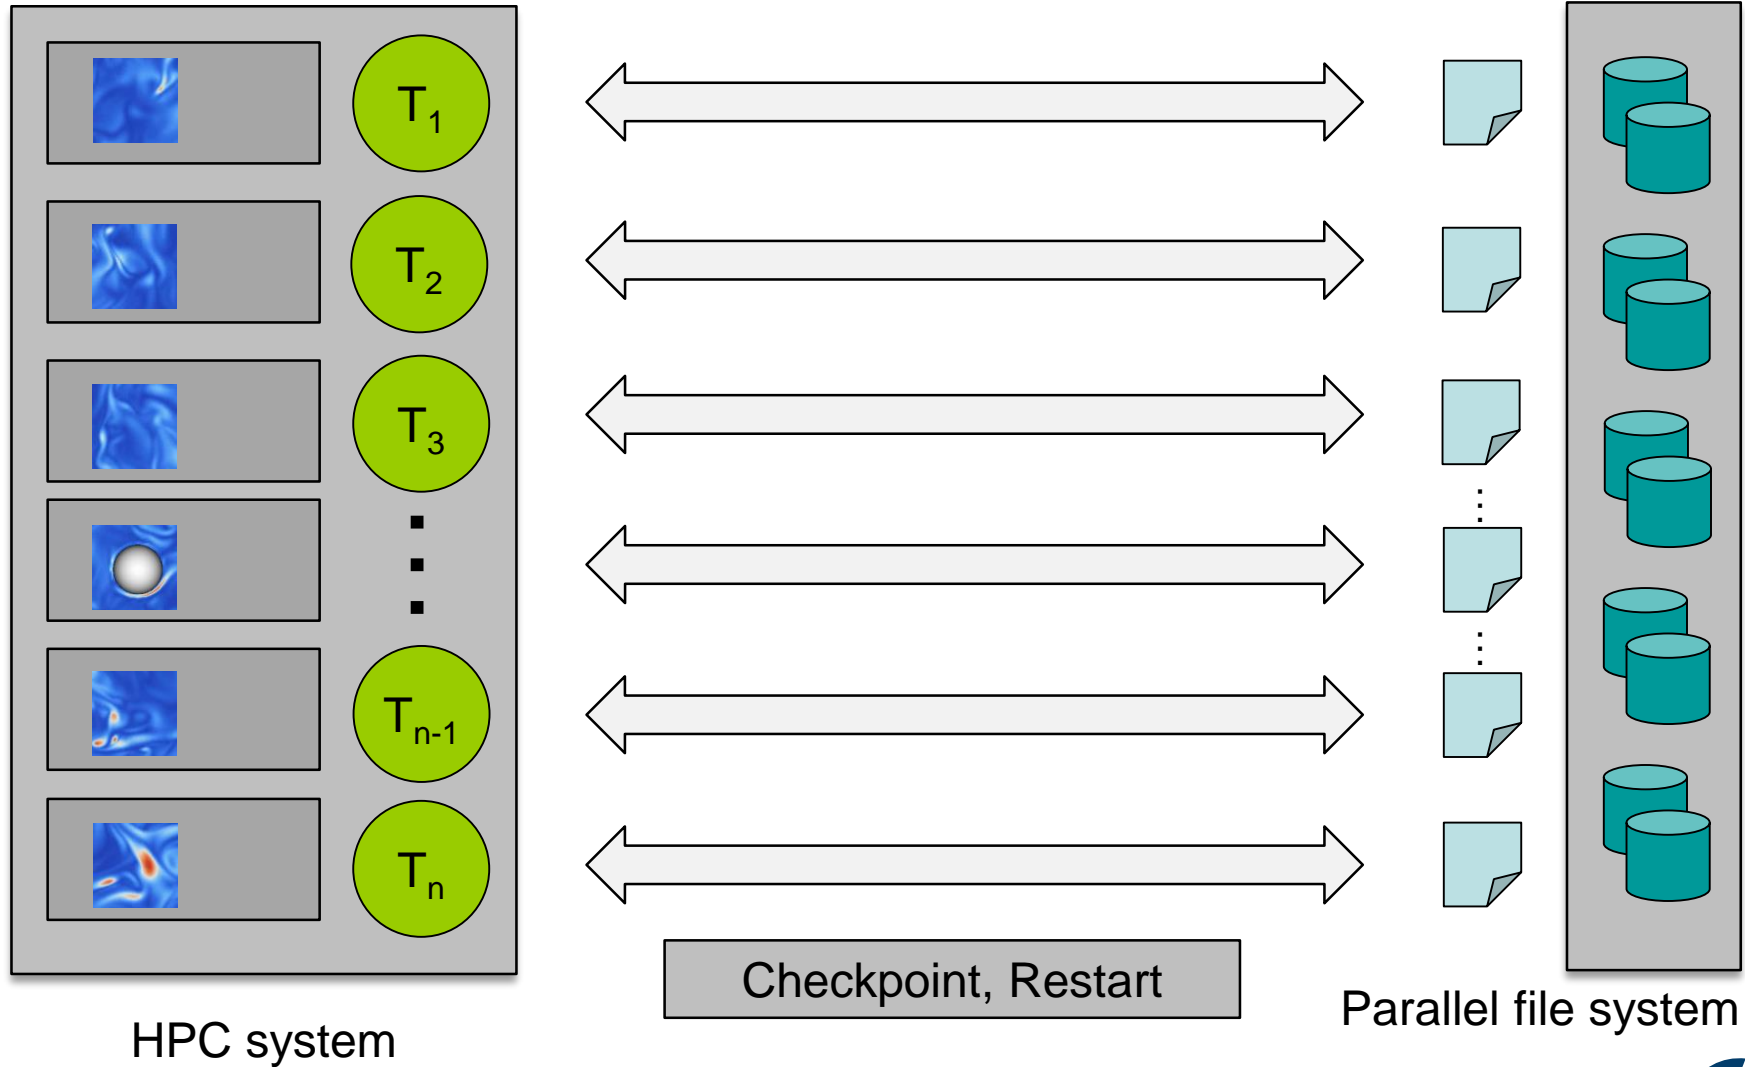 T1
T2
T3
⋮
⋮
Tn-1
Tn
Checkpoint, Restart
Parallel file system
HPC system